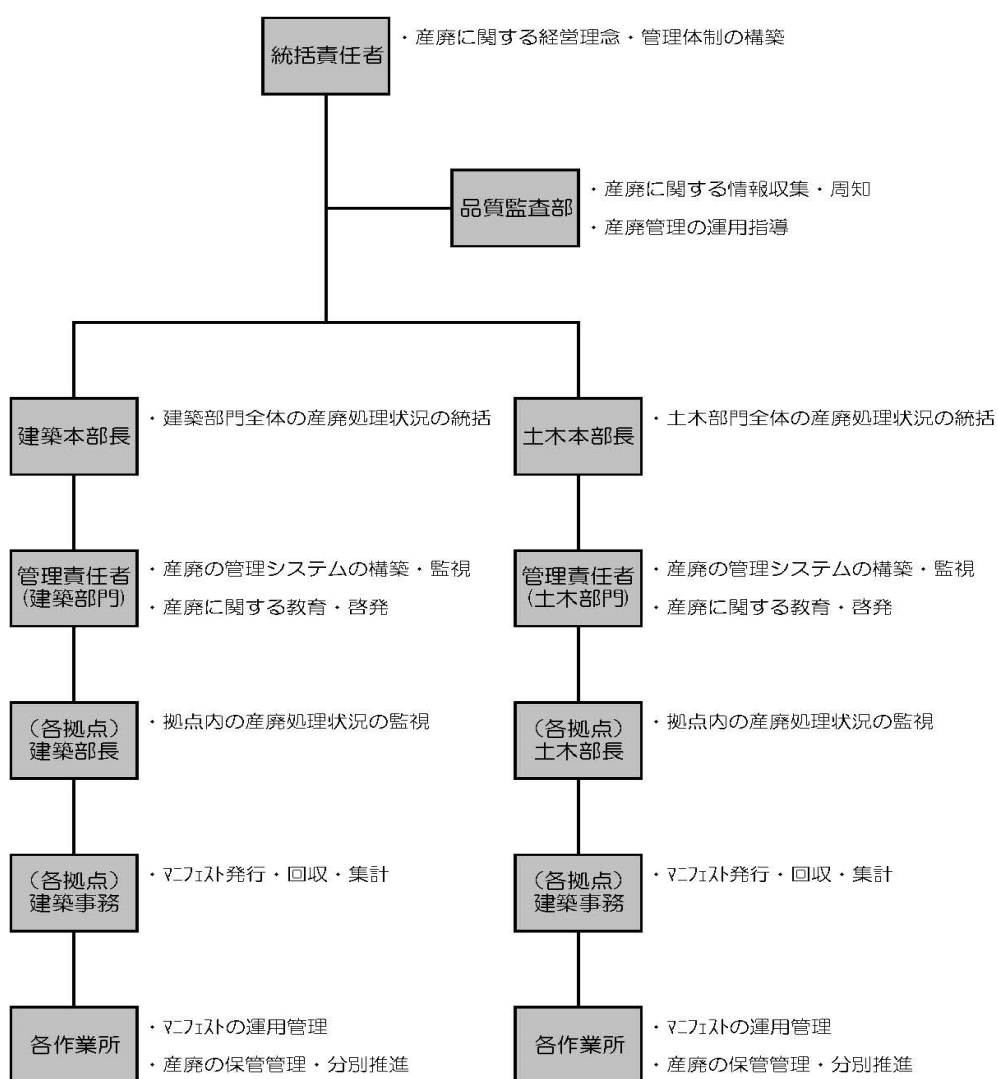 統括責任者
・産廃に関する経営理念・管理体制の構築
品質監査部
・産廃に関する情報収集・周知
・産廃管理の運用指導
建築本部長
・建築部門全体の産廃処理状況の統括
土木本部長
・土木部門全体の産廃処理状況の統括
管理責任者
(建築部門)
・産廃の管理システムの構築・監視
・産廃に関する教育・啓発
管理責任者
(土木部門)
・産廃の管理システムの構築・監視
・産廃に関する教育・啓発
(各拠点)
建築部長
・拠点内の産廃処理状況の監視
(各拠点)
土木部長
・拠点内の産廃処理状況の監視
(各拠点)
建築事務
・ﾏﾆﾌｪｽﾄ発行・回収・集計
(各拠点)
建築事務
・ﾏﾆﾌｪｽﾄ発行・回収・集計
各作業所
・ﾏﾆﾌｪｽﾄの運用管理
・産廃の保管管理・分別推進
各作業所
・ﾏﾆﾌｪｽﾄの運用管理
・産廃の保管管理・分別推進